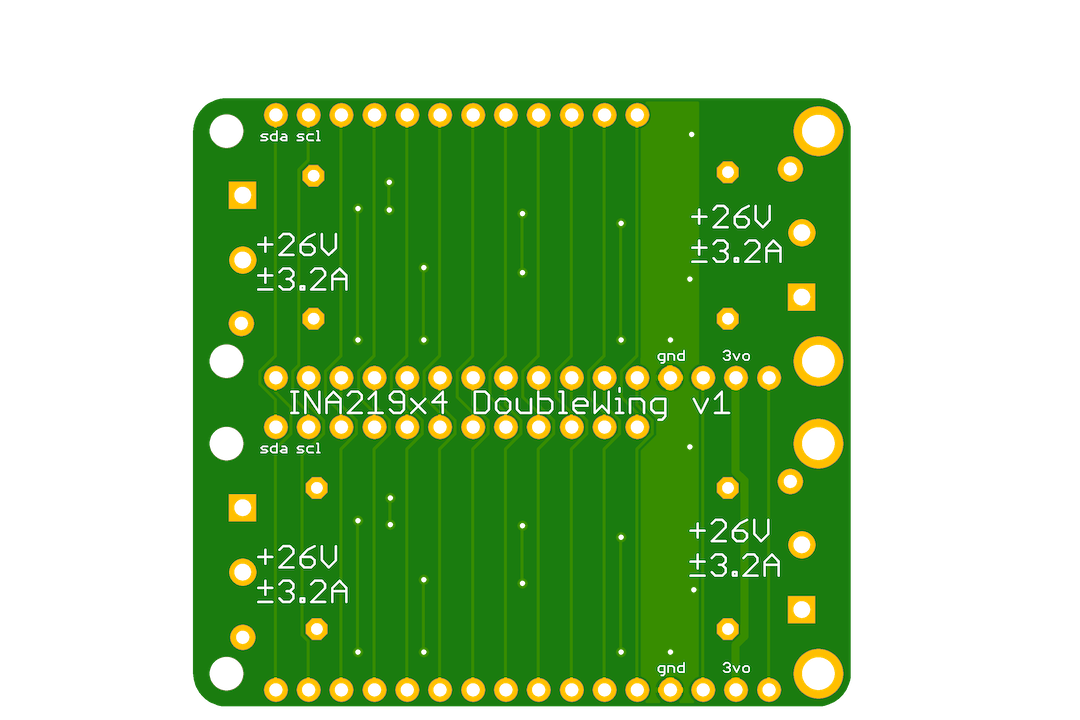 sda scl
+26V
±3.2A
+26V
±3.2A
gnd 3vo
INA219x4 DoubleWing v1
sda scl
+26V
±3.2A
+26V
±3.2A
gnd 3vo